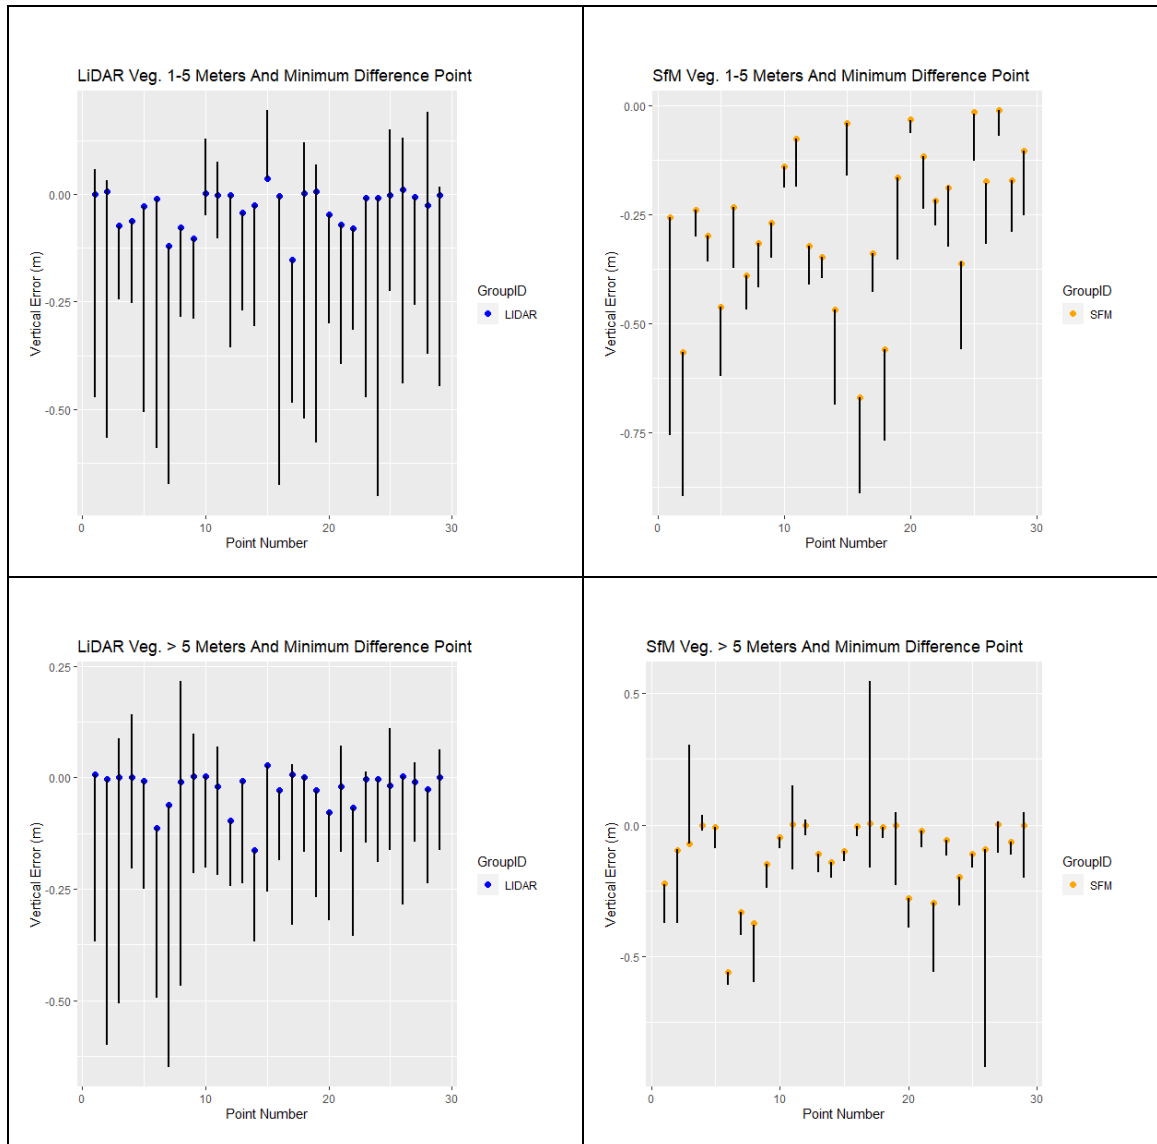 LiDAR Veg. 1-5 Meters And Minimum Difference Point
0.00
-0.25
-0.50
Vertical Error (m)
0
10
20
30
Point Number
GroupID
LIDAR
SfM Veg. 1-5 Meters And Minimum Difference Point
0.00
-0.25
-0.50
-0.75
Vertical Error (m)
0
10
20
30
Point Number
GroupID
SFM
LiDAR Veg. > 5 Meters And Minimum Difference Point
0.25
0.00
-0.25
-0.50
Vertical Error (m)
0
10
20
30
Point Number
GroupID
LIDAR
SfM Veg. > 5 Meters And Minimum Difference Point
0.5
0.0
-0.5
Vertical Error (m)
0
10
20
30
Point Number
GroupID
SFM